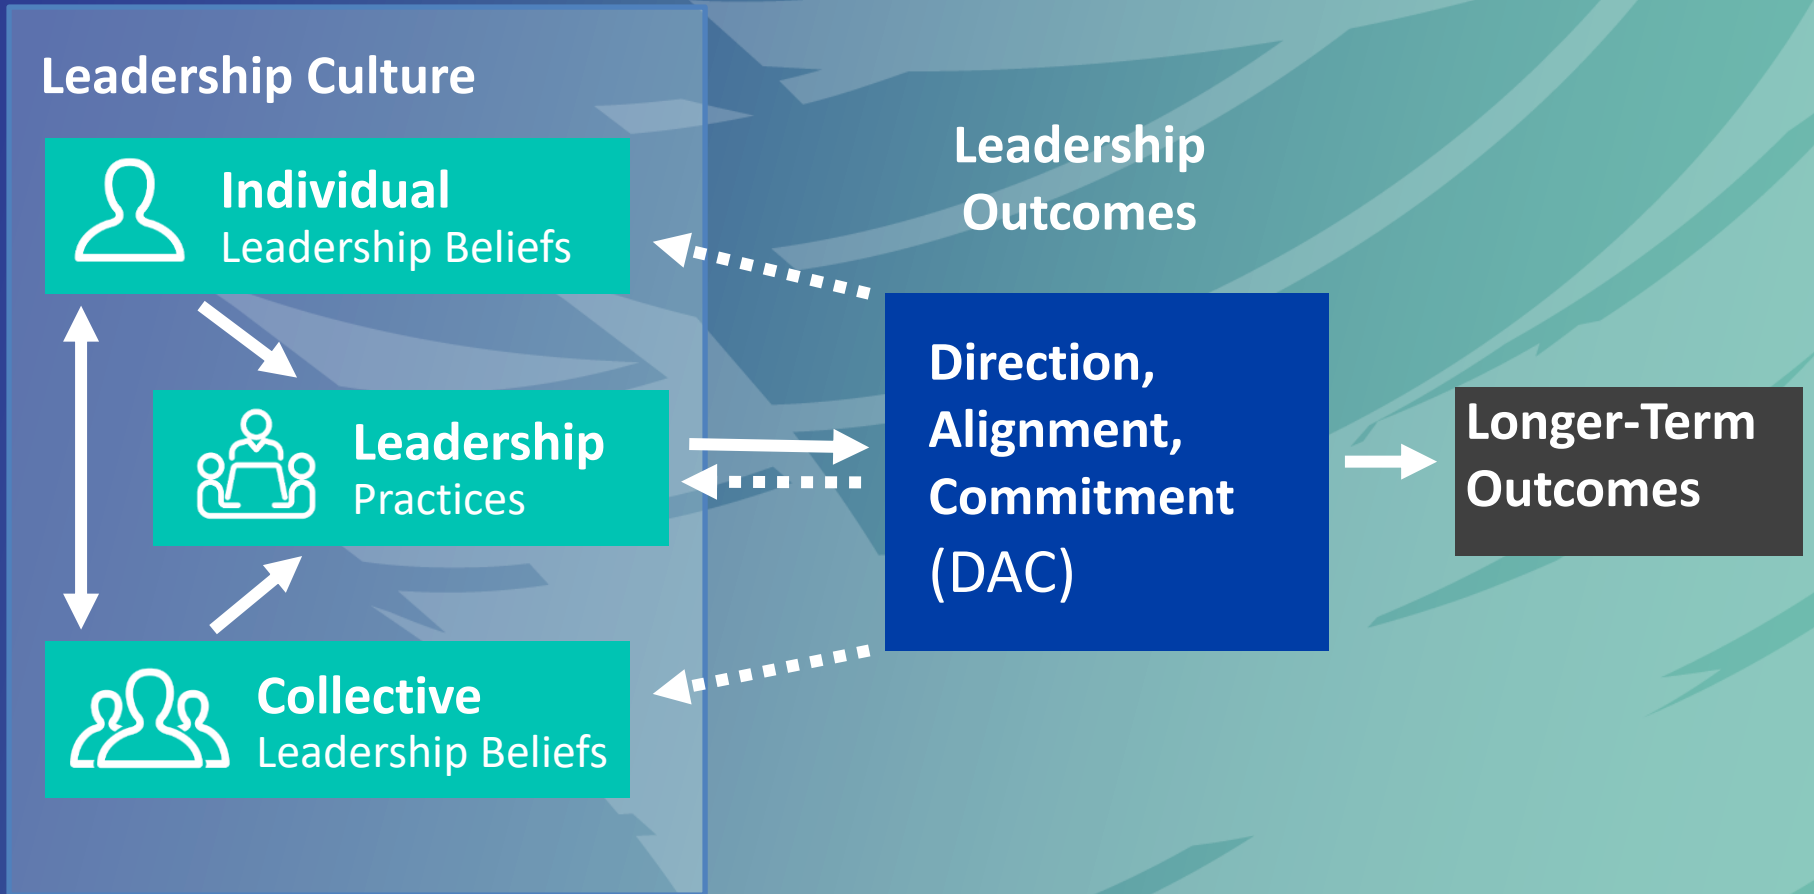 Leadership Culture
Individual
Leadership Beliefs
Leadership
Practices
Collective
Leadership Beliefs
Leadership
Outcomes
Direction,
Alignment,
Commitment
(DAC)
Longer-Term
Outcomes